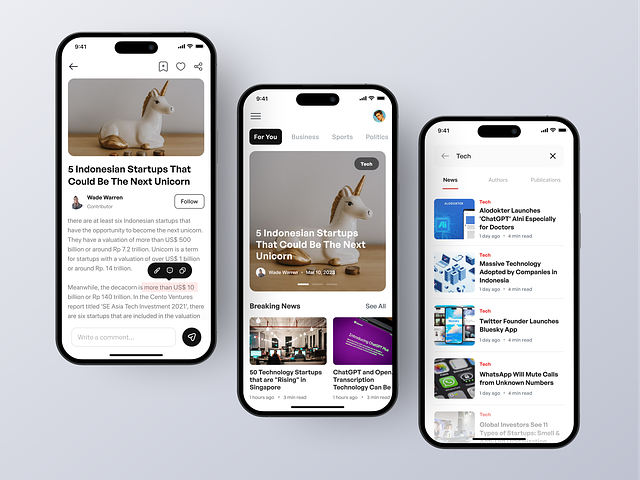 9:41
5 Indonesian Startups That
Could Be The Next Unicorn
Wade Warren
Contributor
Follow
there are at least six Indonesian startups that
have the opportunity to become the next unicorn.
They have a valuation of more than US$ 500
billion or around Rp 7.2 trillion. Unicorn is a term
for startups with a valuation of over US$ 1 billion
or around Rp. 14 trillion.
Meanwhile, the decacorn is more than US$ 10
billion or Rp 140 trillion. In the Cento Ventures
report titled 'SE Asia Tech Investment 2021', there
are six startups that are included in the valuation
Write a comment...
9:41
For You
Business
Sports
Politics
Tech
5 Indonesian Startups That
Could Be The Next
Unicorn
Wade Warren • Mar 10, 2023
Breaking News
See All
50 Technology Startups
that are "Rising" in
Singapore
1 hours ago • 3 min read
Introducing ChatGPT
ChatGPT and Open
Transcription
Technology Can Be
1 hours ago • 3 min read
9:41
Tech
News
Authors
Publications
ALODOKTER
Ai
Tech
Alodokter Launches
'ChatGPT' AIni Especially
for Doctors
1 day ago • 4 min read
Tech
Massive Technology
Adopted by Companies in
Indonesia
1 day ago • 4 min read
Tech
Twitter Founder Launches
Bluesky App
1 day ago • 4 min read
Tech
WhatsApp Will Mute Calls
from Unknown Numbers
1 day ago • 4 min read
Tech
Global Investors See 11
Types of Startups: Smell &